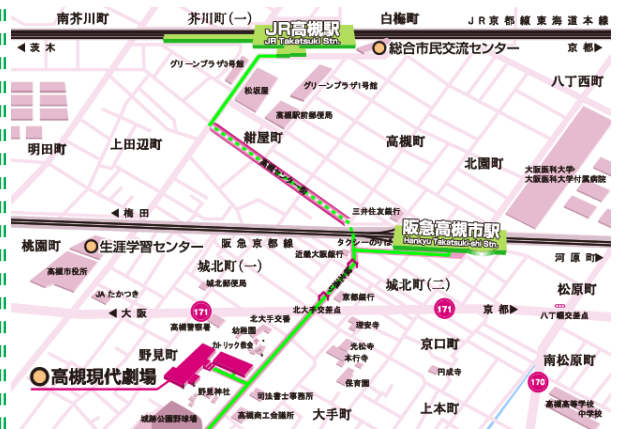 南芥川町
芥川町(一)
JR高槻駅
JR Takatsuki Stn.
白梅町
JR京都線東海道本線
◀茨木
総合市民交流センター
京都▶
グリーンプラザ3号館
松坂屋
グリーンプラザ1号館
八丁西町
高槻駅前郵便局
紺屋町
高槻町
明田町
上田辺町
北園町
高槻センター街
大阪医科大学・
大阪医科大学付属病院
三井住友銀行
◀梅田
阪急高槻市駅
Hankyu Takatsuki-shi Stn.
桃園町
生涯学習センター
阪急京都線
タクシーのりば
近畿大阪銀行
河原町▶
高槻市役所
城北町(一)
城北郵便局
JAたかつき
京都銀行
城北町(二)
松原町
171
◀大阪
北大手交差点
171
京都▶
八丁畷交差点
高槻警察署
北大手交番
幼稚園
カトリック教会
理安寺
野見町
光松寺
本行寺
京口町
南松原町
高槻現代劇場
円成寺
保育園
170
野見神社
司法書士事務所
高槻高等学校
中学校
城跡公園野球場
高槻商工会議所
大手町
上本町